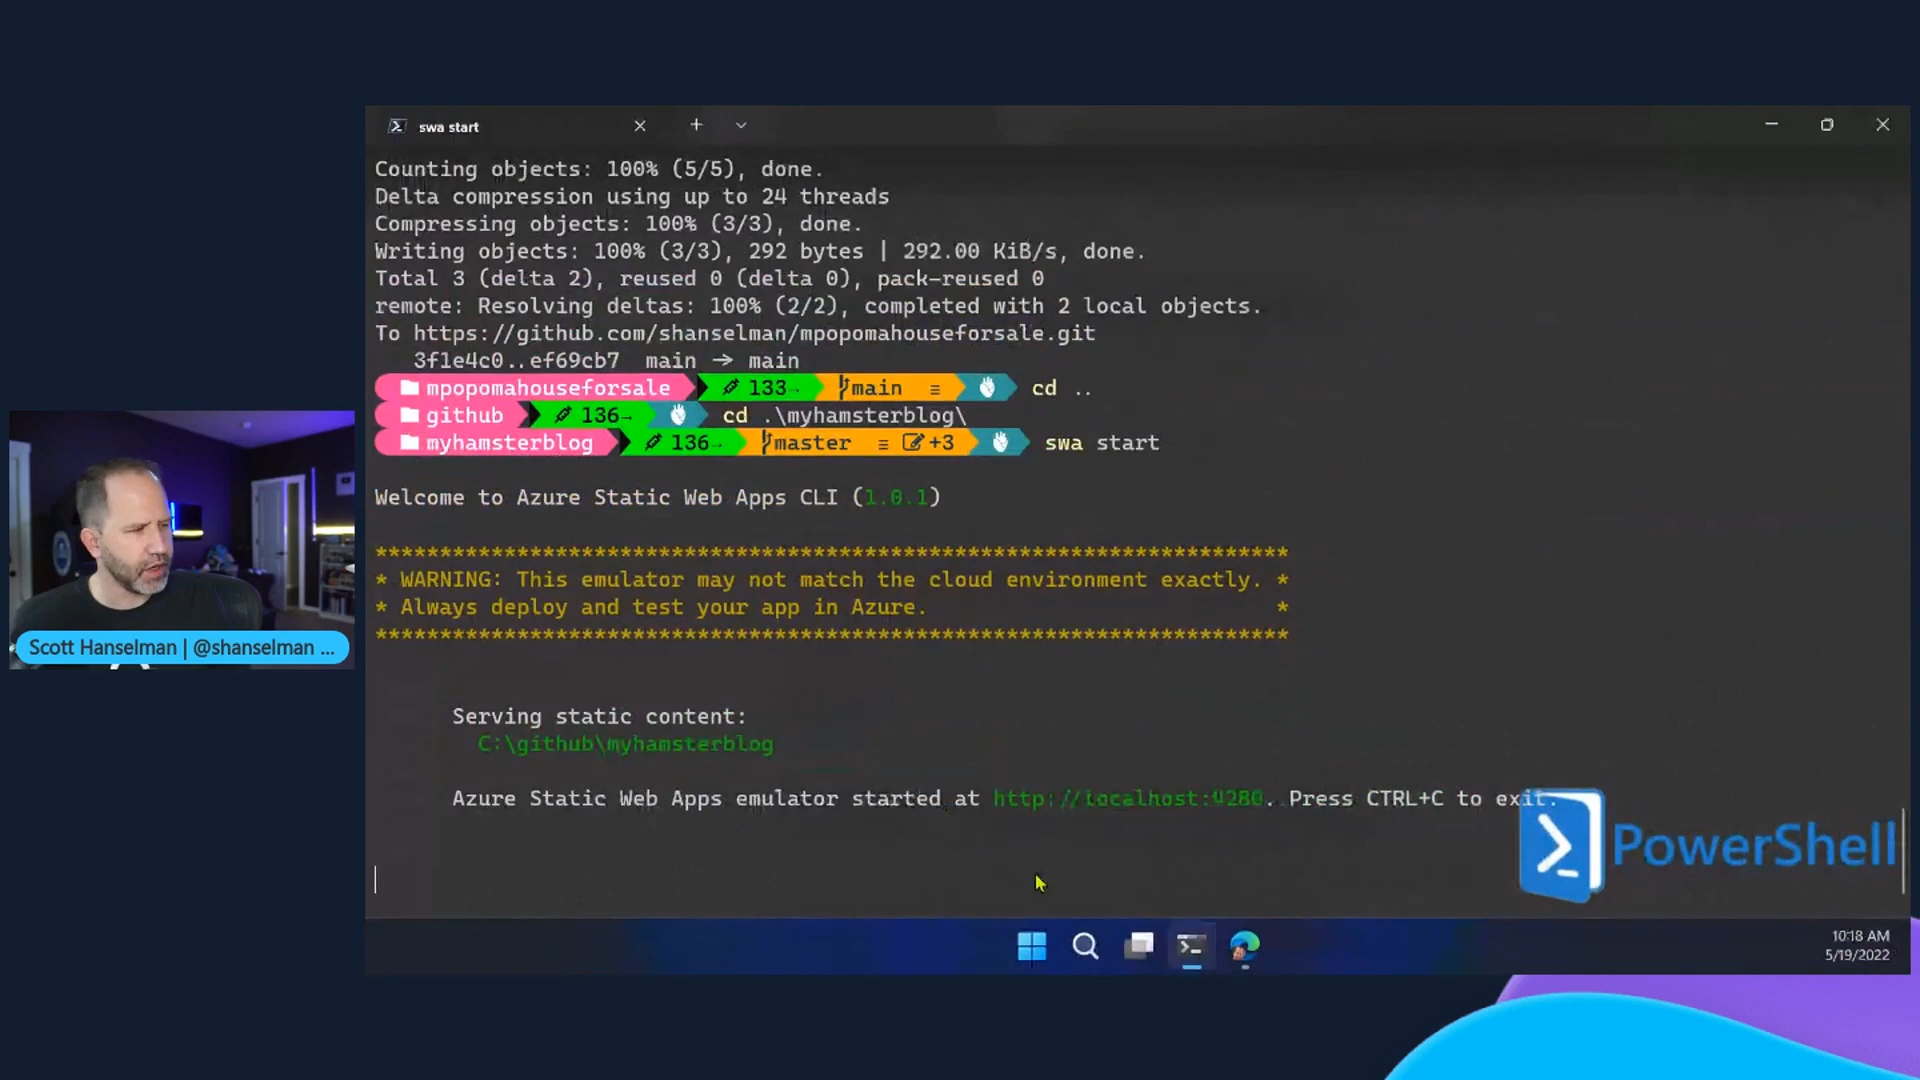 swa start
Counting objects: 100% (5/5), done.
Delta compression using up to 24 threads
Compressing objects: 100% (3/3), done.
Writing objects: 100% (3/3), 292 bytes | 292.00 KiB/s, done.
Total 3 (delta 2), reused 0 (delta 0), pack-reused 0
remote: Resolving deltas: 100% (2/2), completed with 2 local objects.
To https://github.com/shanselman/mpopomahouseforsale.git
3f1e4c0..ef69cb7 main -> main
mpopomahouseforsale 133→ main ≡ cd ..
github 136→ cd .\myhamsterblog\
myhamsterblog 136→ master ≡ +3 swa start
Welcome to Azure Static Web Apps CLI (1.0.1)
***********************************************************************
* WARNING: This emulator may not match the cloud environment exactly. *
* Always deploy and test your app in Azure. *
***********************************************************************
Serving static content:
C:\github\myhamsterblog
Azure Static Web Apps emulator started at http://localhost:4280. Press CTRL+C to exit.
PowerShell
Scott Hanselman | @shanselman ...
10:18 AM
5/19/2022